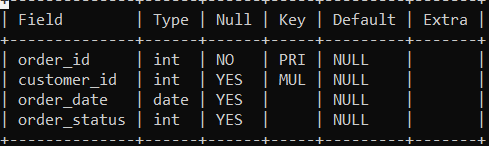 +--------------+------+------+-----+---------+-------+
| Field        | Type | Null | Key | Default | Extra |
+--------------+------+------+-----+---------+-------+
| order_id     | int  | NO   | PRI | NULL    |       |
| customer_id  | int  | YES  | MUL | NULL    |       |
| order_date   | date | YES  |     | NULL    |       |
| order_status | int  | YES  |     | NULL    |       |
+--------------+------+------+-----+---------+-------+